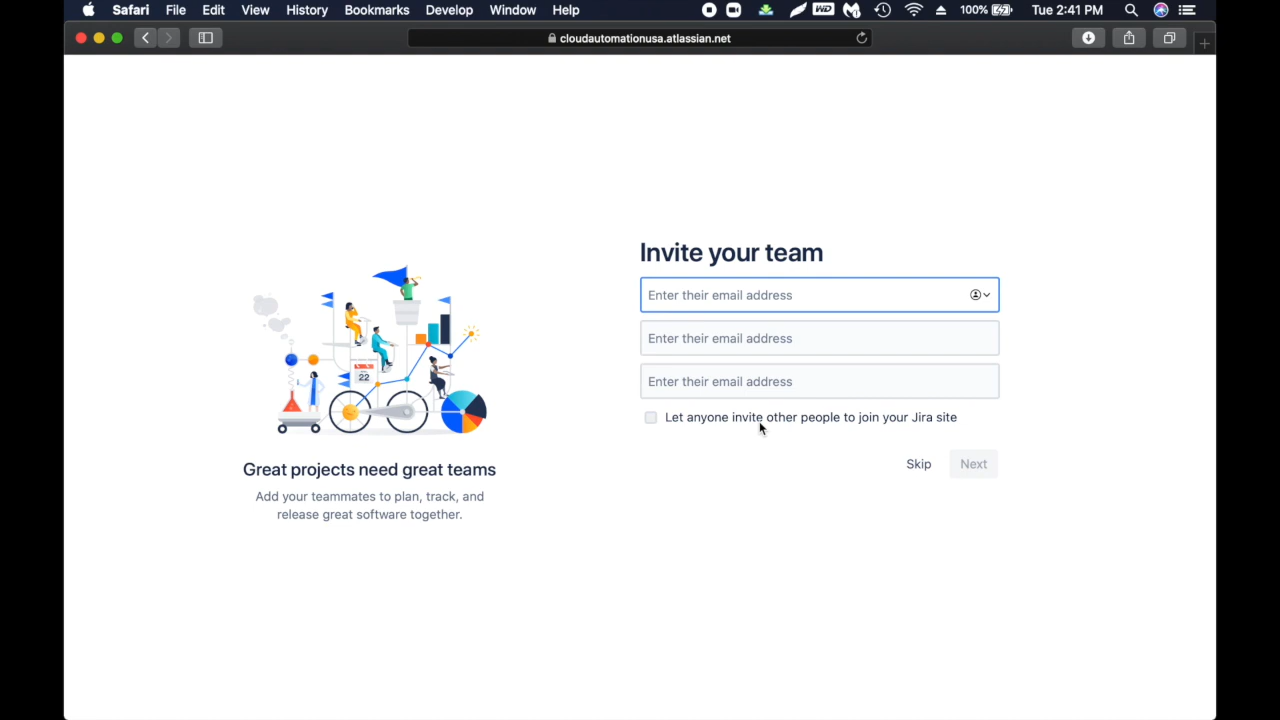 Safari File Edit View History Bookmarks Develop Window Help WD 100% Tue 2:41 PM
cloudautomationusa.atlassian.net
Invite your team
Enter their email address
Enter their email address
Enter their email address
Let anyone invite other people to join your Jira site
Skip Next
22
Great projects need great teams
Add your teammates to plan, track, and
release great software together.